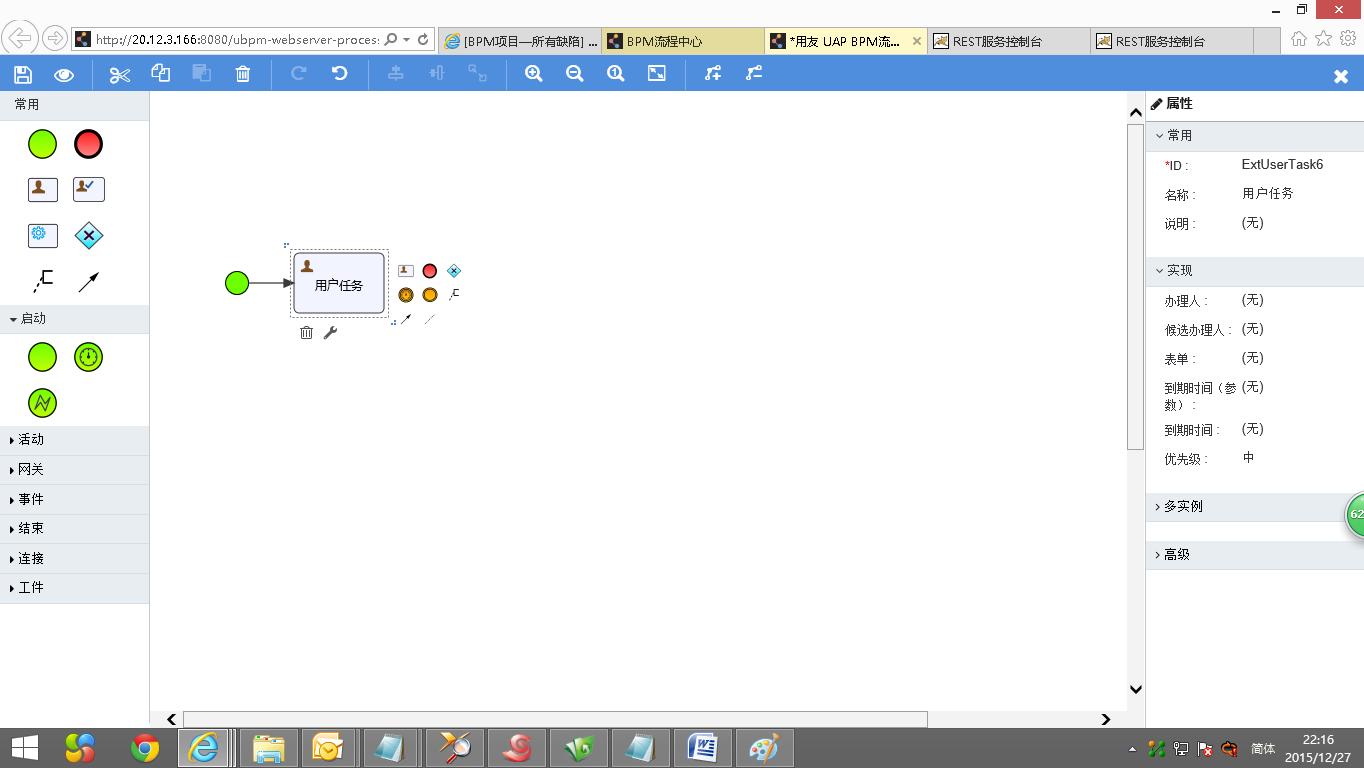 http://20.12.3.166:8080/ubpm-webserver-process
[BPM项目—所有缺陷] ...
BPM流程中心
*用友 UAP BPM流...
REST服务控制台
REST服务控制台
常用
启动
活动
网关
事件
结束
连接
工件
用户任务
属性
常用
*ID : ExtUserTask6
名称 : 用户任务
说明 : (无)
实现
办理人 : (无)
候选办理人 : (无)
表单 : (无)
到期时间（参 (无)
数）:
到期时间 : (无)
优先级 : 中
多实例
62
高级
简体
22:16
2015/12/27